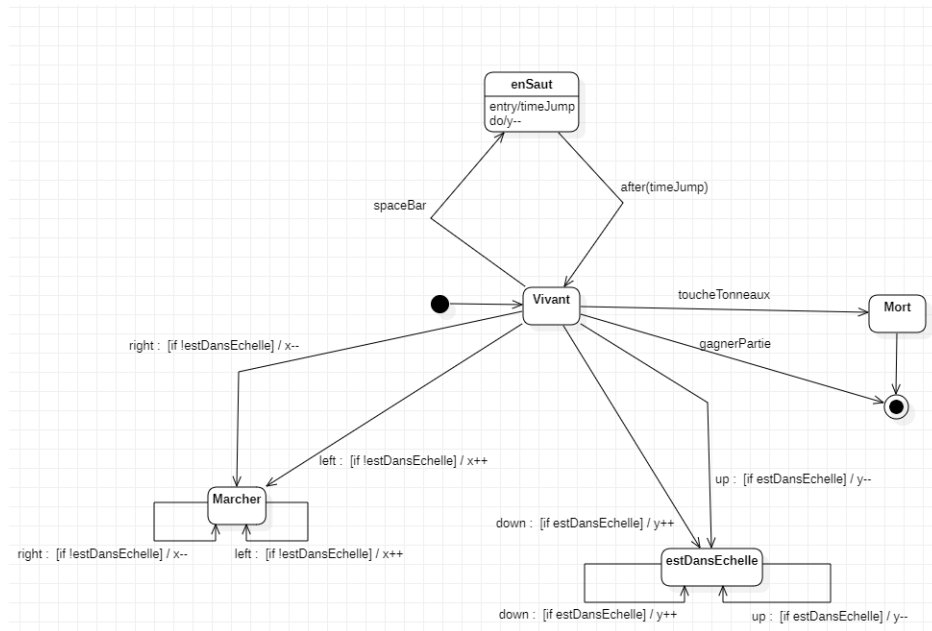 enSaut
entry/timeJump
do/y--
after(timeJump)
spaceBar
Vivant
toucheTonneaux
Mort
gagnerPartie
right :  [if !estDansEchelle] / x--
left :  [if !estDansEchelle] / x++
up :  [if estDansEchelle] / y--
Marcher
down :  [if estDansEchelle] / y++
right :  [if !estDansEchelle] / x--
left :  [if !estDansEchelle] / x++
estDansEchelle
down :  [if estDansEchelle] / y++
up :  [if estDansEchelle] / y--